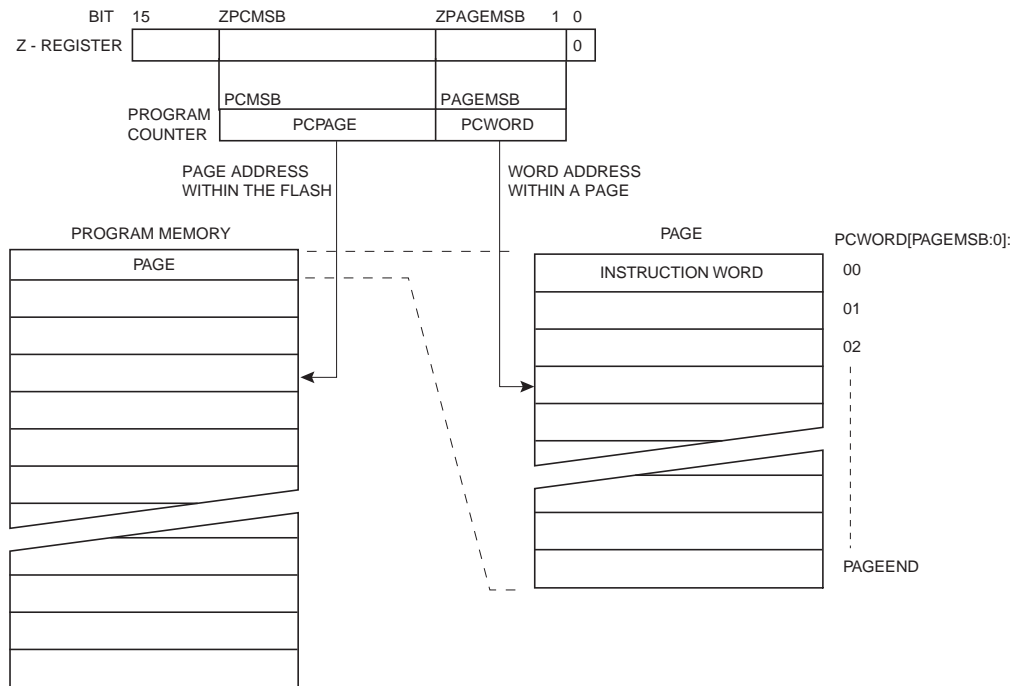 BIT 15 ZPCMSB ZPAGEMSB 1 0
Z - REGISTER 0
PCMSB PAGEMSB
PROGRAM
COUNTER
PCPAGE PCWORD
PAGE ADDRESS
WITHIN THE FLASH
WORD ADDRESS
WITHIN A PAGE
PROGRAM MEMORY
PAGE
PAGE
PCWORD[PAGEMSB:0]:
INSTRUCTION WORD
00
01
02
PAGEEND